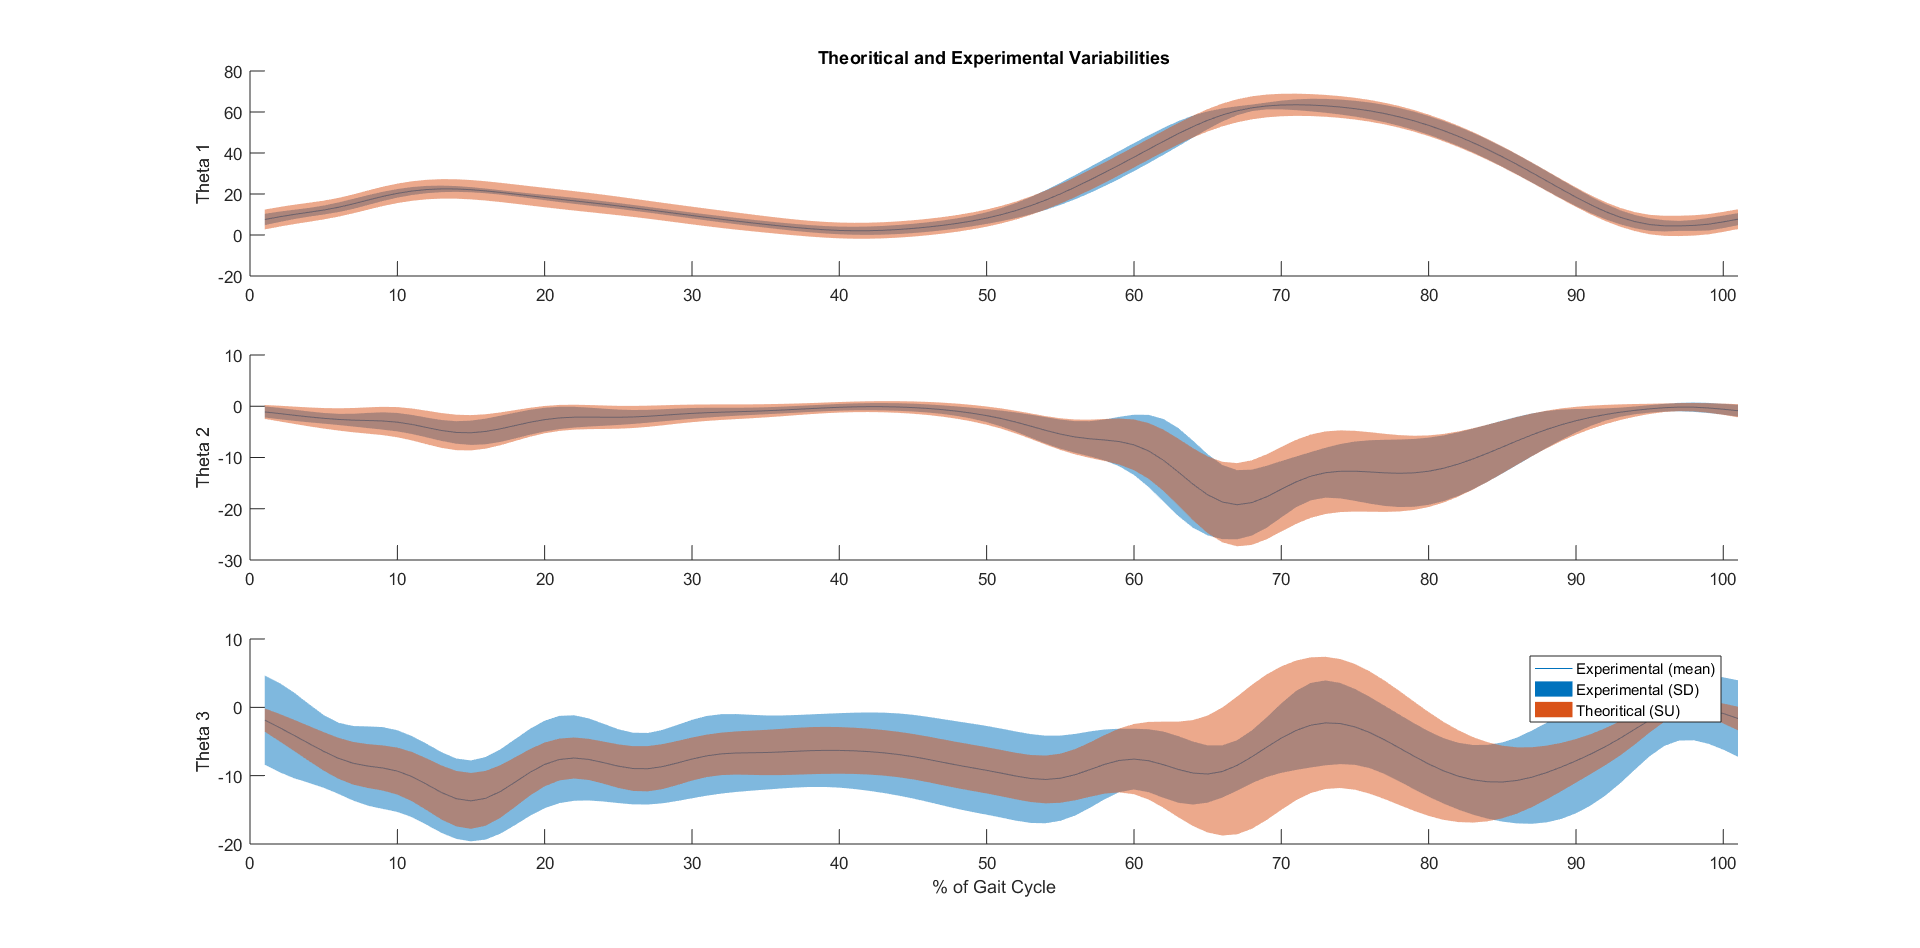 Theoritical and Experimental Variabilities
80
60
40
20
0
-20
Theta 1
0 10 20 30 40 50 60 70 80 90 100
10
0
-10
-20
-30
Theta 2
0 10 20 30 40 50 60 70 80 90 100
10
0
-10
-20
Theta 3
Experimental (mean)
Experimental (SD)
Theoritical (SU)
0 10 20 30 40 50 60 70 80 90 100
% of Gait Cycle